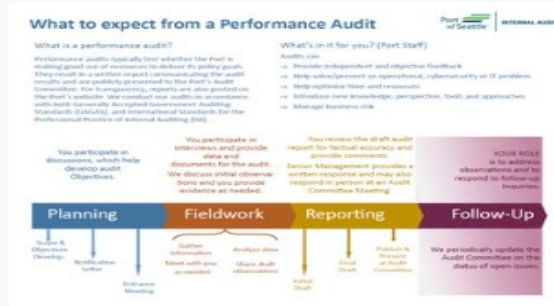 What to expect from a Performance Audit
Port of Seattle
INTERNAL AUDIT
What is a performance audit?
Performance audits typically test whether the Port is
making good use of resources to deliver its policy goals.
They result in a written report communicating the audit
results and are publicly presented to the Port's Audit
Committee. For transparency, reports are also posted on
the Port's website. We conduct our audits in accordance
with both Generally Accepted Government Auditing
Standards (GAGAS), and International Standards for the
Professional Practice of Internal Auditing (IIA).
What's in it for you? (Port Staff)
Audits can
Provide independent and objective feedback
Help solve/prevent an operational, cybersecurity or IT problem
Help optimize time and resources
Introduce new knowledge, perspective, tools and approaches
Manage business risk
You participate in
discussions, which help
develop audit
Objectives.
You participate in
interviews and provide
data and
documents for the audit.
We discuss initial observa-
tions and you provide
evidence as needed.
You review the draft audit
report for factual accuracy and
provide comments.
Senior Management provides a
written response and may also
respond in person at an Audit
Committee Meeting.
YOUR ROLE
is to address
observations and to
respond to follow-up
inquiries.
Planning
Fieldwork
Reporting
Follow-Up
Scope &
Objectives
Develop-
Notification
Letter
Entrance
Meeting
Gather
information
Meet with you
as needed
Analyze data
Share draft
observations
Initial
Draft
Final
Draft
Publish &
Present
at Audit
Committee
We periodically update the
Audit Committee on the
status of open issues.